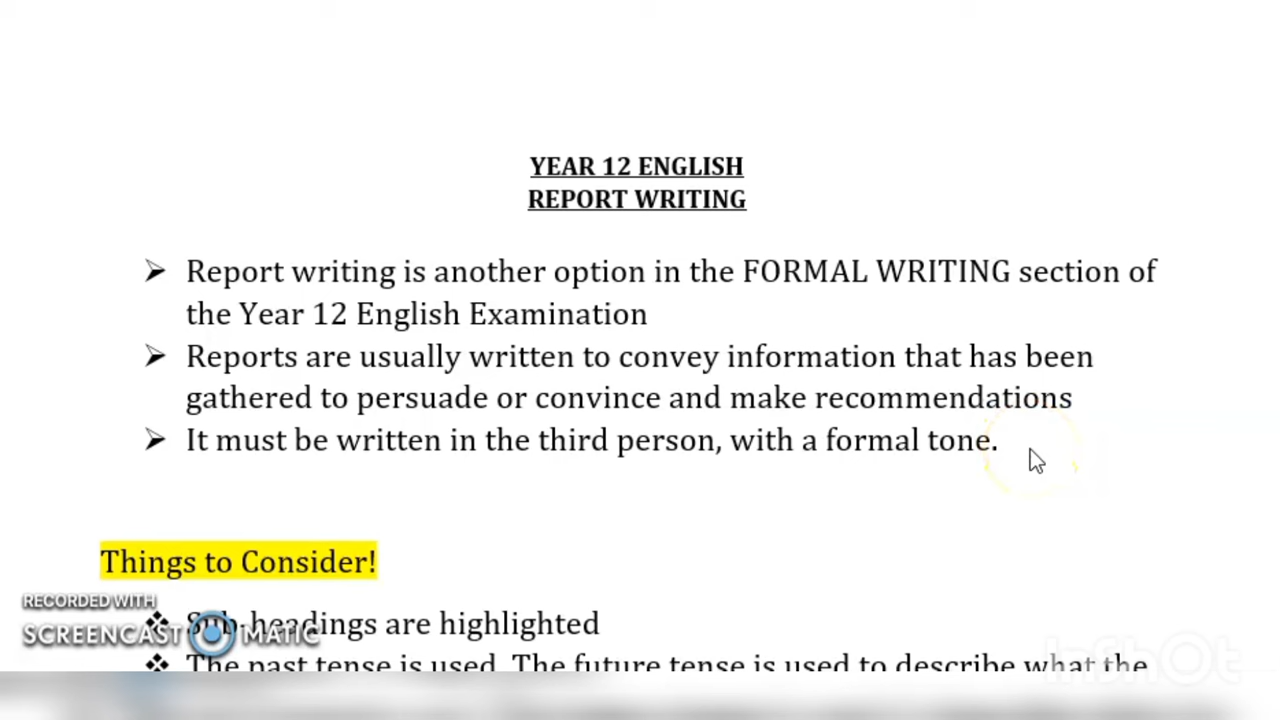 YEAR 12 ENGLISH
REPORT WRITING
➢ Report writing is another option in the FORMAL WRITING section of
the Year 12 English Examination
➢ Reports are usually written to convey information that has been
gathered to persuade or convince and make recommendations
➢ It must be written in the third person, with a formal tone.
Things to Consider!
RECORDED WITH
❖ Sub-headings are highlighted
SCREENCAST MATIC
❖ The past tense is used. The future tense is used to describe what the
InShOt